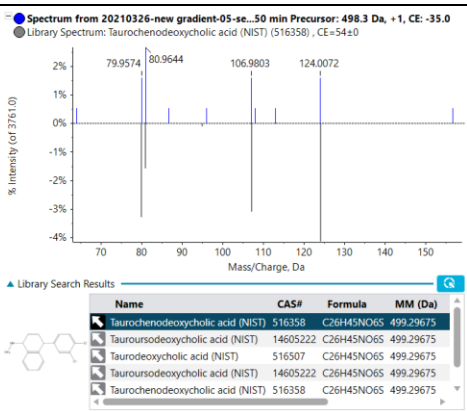 Spectrum from 20210326-new gradient-05-se...50 min Precursor: 498.3 Da, +1, CE: -35.0
Library Spectrum: Taurochenodeoxycholic acid (NIST) (516358) , CE=54±0
79.9574
80.9644
106.9803
124.0072
2%
1%
0%
-1%
-2%
-3%
-4%
% Intensity (of 3761.0)
70 80 90 100 110 120 130 140 150
Mass/Charge, Da
Library Search Results
Name CAS# Formula MM (Da)
Taurochenodeoxycholic acid (NIST) 516358 C26H45NO6S 499.29675
Tauroursodeoxycholic acid (NIST) 14605222 C26H45NO6S 499.29675
Taurodeoxycholic acid (NIST) 516507 C26H45NO6S 499.29675
Tauroursodeoxycholic acid (NIST) 14605222 C26H45NO6S 499.29675
Taurochenodeoxycholic acid (NIST) 516358 C26H45NO6S 499.29675